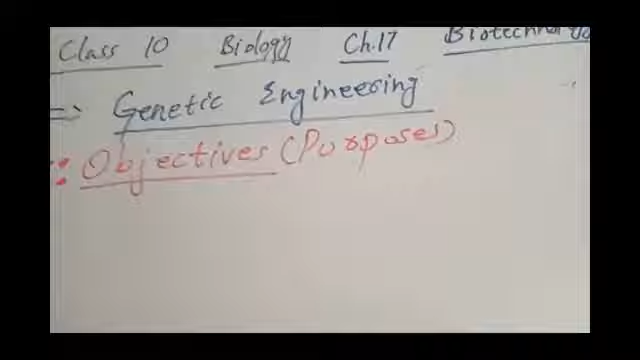 Class 10 Biology Ch.17
=> Genetic Engineering
:: Objectives (Purposes)